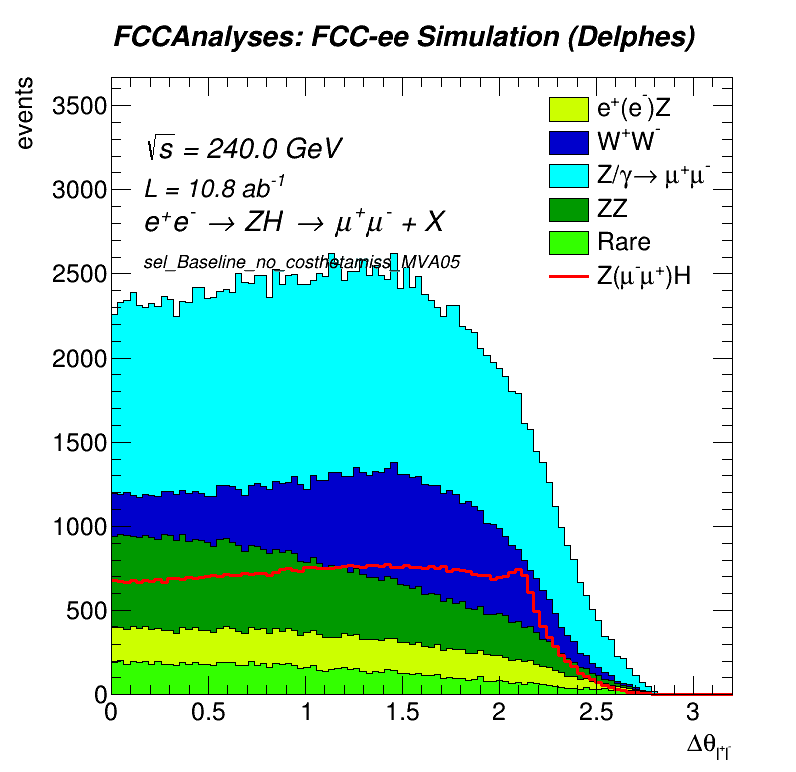 FCCAnalyses: FCC-ee Simulation (Delphes)
events
3500
3000
2500
2000
1500
1000
500
0
√s = 240.0 GeV
L = 10.8 ab⁻¹
e⁺e⁻ → ZH → μ⁺μ⁻ + X
sel_Baseline_no_costhetamiss_MVA05
e⁺(e⁻)Z
W⁺W⁻
Z/γ→ μ⁺μ⁻
ZZ
Rare
Z(μ⁻μ⁺)H
0 0.5 1 1.5 2 2.5 3
Δθ_l⁺l⁻